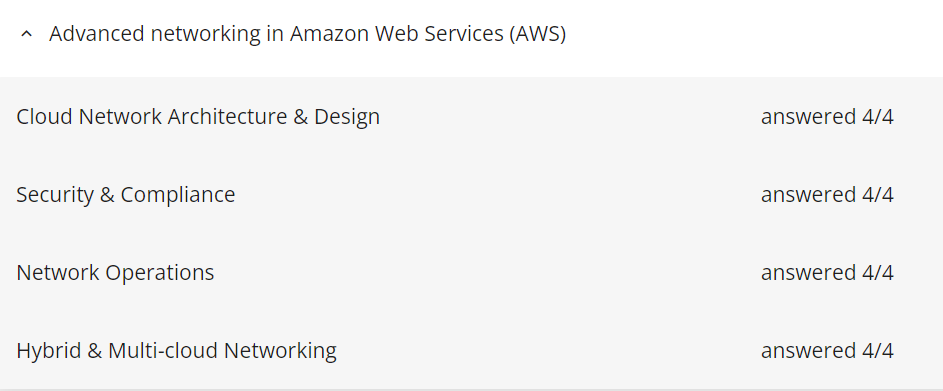 Advanced networking in Amazon Web Services (AWS)
Cloud Network Architecture & Design answered 4/4
Security & Compliance answered 4/4
Network Operations answered 4/4
Hybrid & Multi-cloud Networking answered 4/4